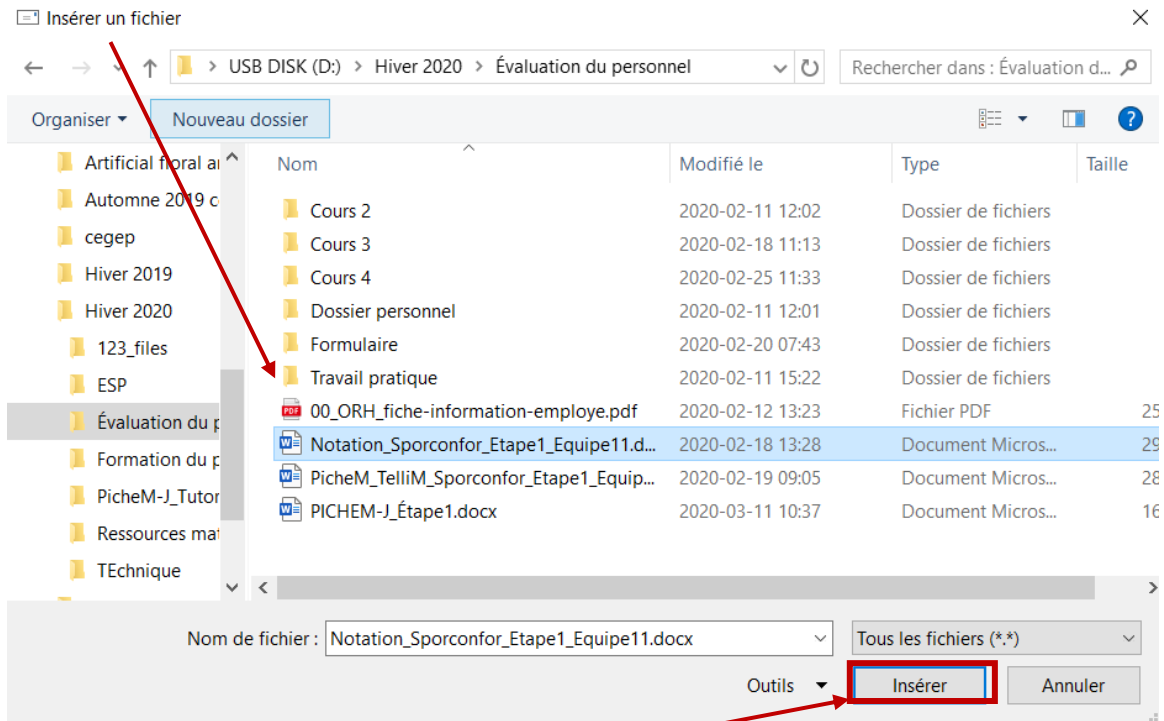 Insérer un fichier
USB DISK (D:) > Hiver 2020 > Évaluation du personnel
Rechercher dans : Évaluation d...
Organiser
Nouveau dossier
?
Nom Modifié le Type Taille
Artificial floral ar
Automne 2019 c
cegep
Hiver 2019
Hiver 2020
123_files
ESP
Évaluation du p
Formation du p
PicheM-J_Tutor
Ressources mat
TEchnique
Cours 2 2020-02-11 12:02 Dossier de fichiers
Cours 3 2020-02-18 11:13 Dossier de fichiers
Cours 4 2020-02-25 11:33 Dossier de fichiers
Dossier personnel 2020-02-11 12:01 Dossier de fichiers
Formulaire 2020-02-20 07:43 Dossier de fichiers
Travail pratique 2020-02-11 15:22 Dossier de fichiers
PDF 00_ORH_fiche-information-employe.pdf 2020-02-12 13:23 Fichier PDF 25
Notation_Sporconfor_Etape1_Equipe11.d... 2020-02-18 13:28 Document Micros... 29
PicheM_TelliM_Sporconfor_Etape1_Equip... 2020-02-19 09:05 Document Micros... 28
PICHEM-J_Étape1.docx 2020-03-11 10:37 Document Micros... 16
Nom de fichier : Notation_Sporconfor_Etape1_Equipe11.docx Tous les fichiers (*.*)
Outils Insérer Annuler